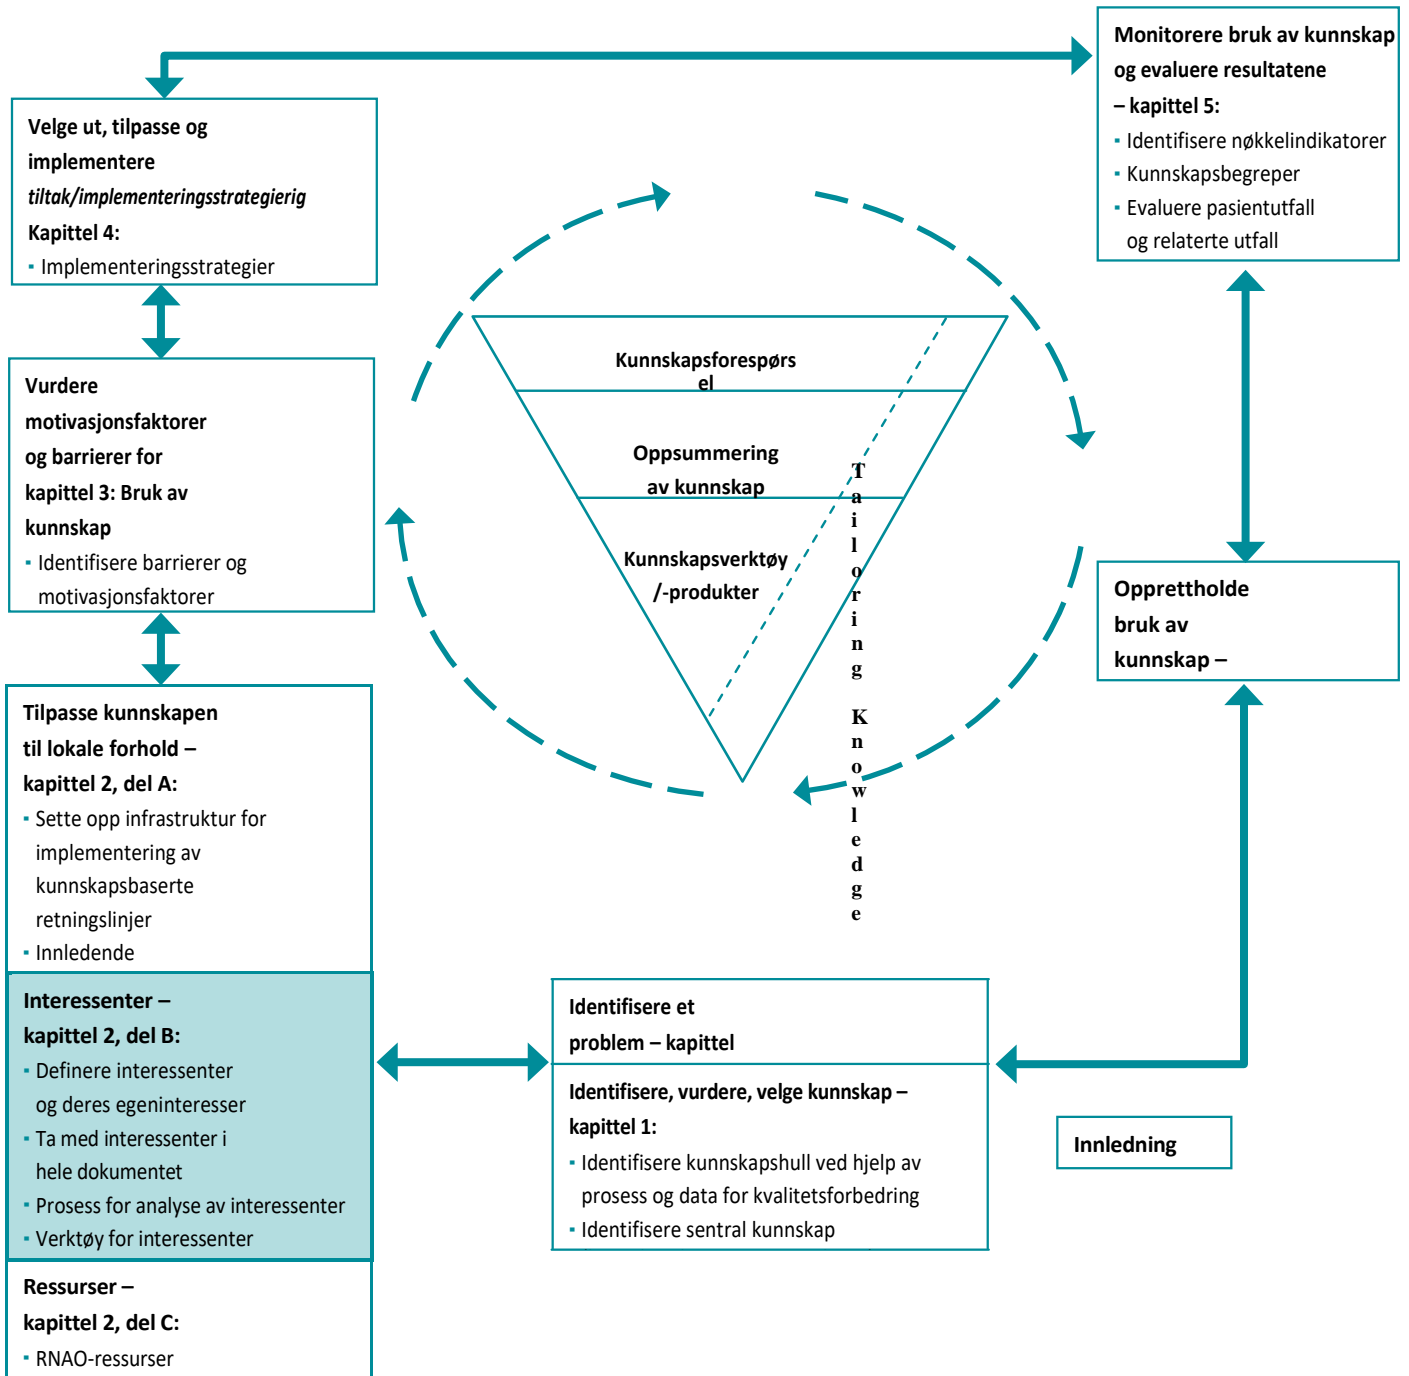 Monitorere bruk av kunnskap
og evaluere resultatene
– kapittel 5:
▪ Identifisere nøkkelindikatorer
▪ Kunnskapsbegreper
▪ Evaluere pasientutfall
og relaterte utfall
Velge ut, tilpasse og
implementere
tiltak/implementeringsstrategierig
Kapittel 4:
▪ Implementeringsstrategier
Vurdere
motivasjonsfaktorer
og barrierer for
kapittel 3: Bruk av
kunnskap
▪ Identifisere barrierer og
motivasjonsfaktorer
Kunnskapsforespørs
el
Oppsummering
av kunnskap
Kunnskapsverktøy
/-produkter
Tailoring Knowledge
Opprettholde
bruk av
kunnskap –
Tilpasse kunnskapen
til lokale forhold –
kapittel 2, del A:
▪ Sette opp infrastruktur for
implementering av
kunnskapsbaserte
retningslinjer
▪ Innledende
Interessenter –
kapittel 2, del B:
▪ Definere interessenter
og deres egeninteresser
▪ Ta med interessenter i
hele dokumentet
▪ Prosess for analyse av interessenter
▪ Verktøy for interessenter
Ressurser –
kapittel 2, del C:
▪ RNAO-ressurser
Identifisere et
problem – kapittel
Identifisere, vurdere, velge kunnskap –
kapittel 1:
▪ Identifisere kunnskapshull ved hjelp av
prosess og data for kvalitetsforbedring
▪ Identifisere sentral kunnskap
Innledning